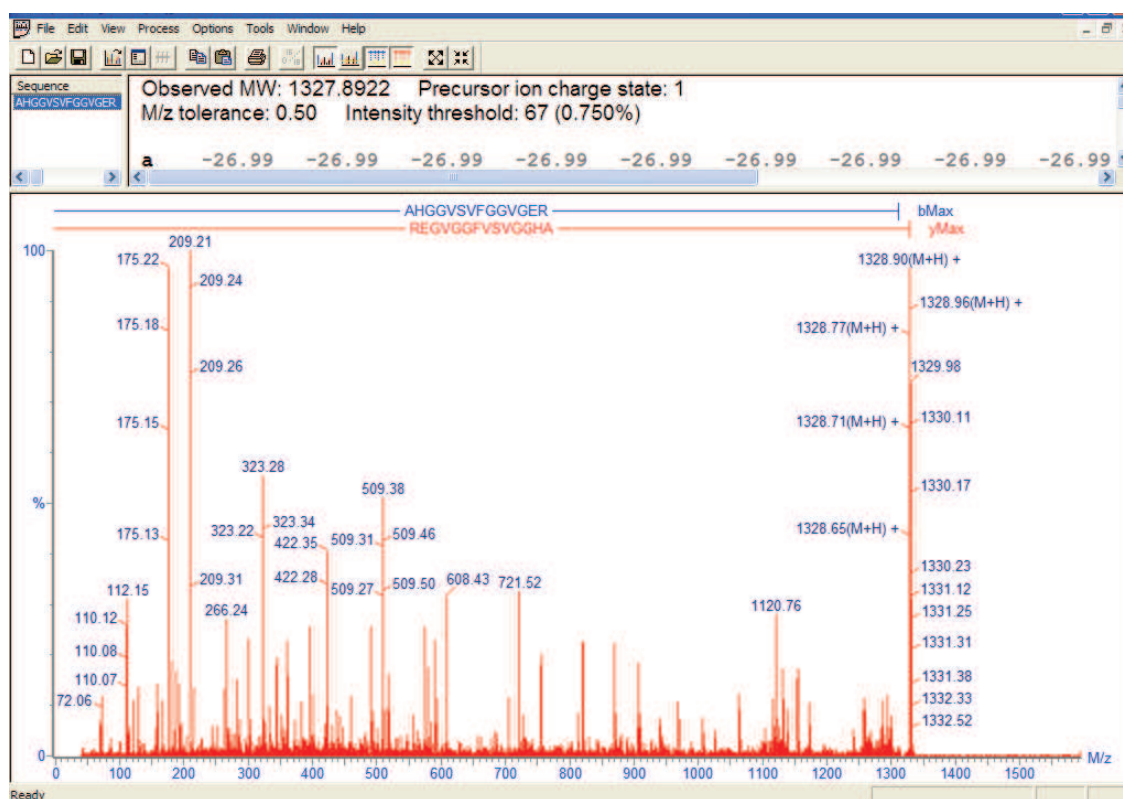 File Edit View Process Options Tools Window Help
Sequence
AHGGVSVFGGVGER
Observed MW: 1327.8922 Precursor ion charge state: 1
M/z tolerance: 0.50 Intensity threshold: 67 (0.750%)
a -26.99 -26.99 -26.99 -26.99 -26.99 -26.99 -26.99 -26.99 -26.99
AHGGVSVFGGVGER bMax
REGVGGFVSVGGHA yMax
100
209.21
175.22
1328.90(M+H) +
209.24
1328.96(M+H) +
175.18
1328.77(M+H) +
209.26
1329.98
175.15
1328.71(M+H) +
1330.11
323.28
509.38
1330.17
%
323.34
323.22
422.35
509.31
509.46
1328.65(M+H) +
175.13
209.31
422.28
509.27
509.50
608.43
721.52
1330.23
112.15
1331.12
110.12
266.24
1120.76
1331.25
110.08
1331.31
110.07
1331.38
72.06
1332.33
1332.52
0
M/z
0 100 200 300 400 500 600 700 800 900 1000 1100 1200 1300 1400 1500
Ready